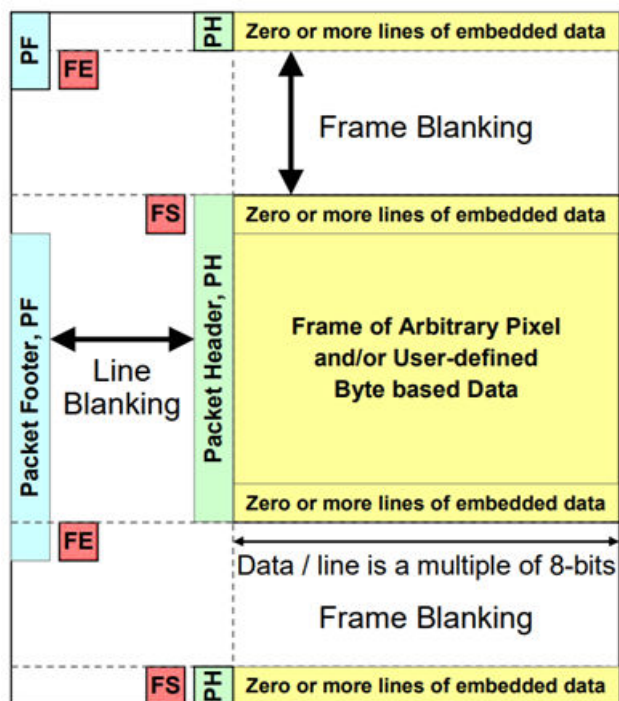 PF
FE
PH
Zero or more lines of embedded data
Frame Blanking
FS
Zero or more lines of embedded data
Packet Footer, PF
Line
Blanking
Packet Header, PH
Frame of Arbitrary Pixel
and/or User-defined
Byte based Data
Zero or more lines of embedded data
FE
Data / line is a multiple of 8-bits
Frame Blanking
FS
PH
Zero or more lines of embedded data